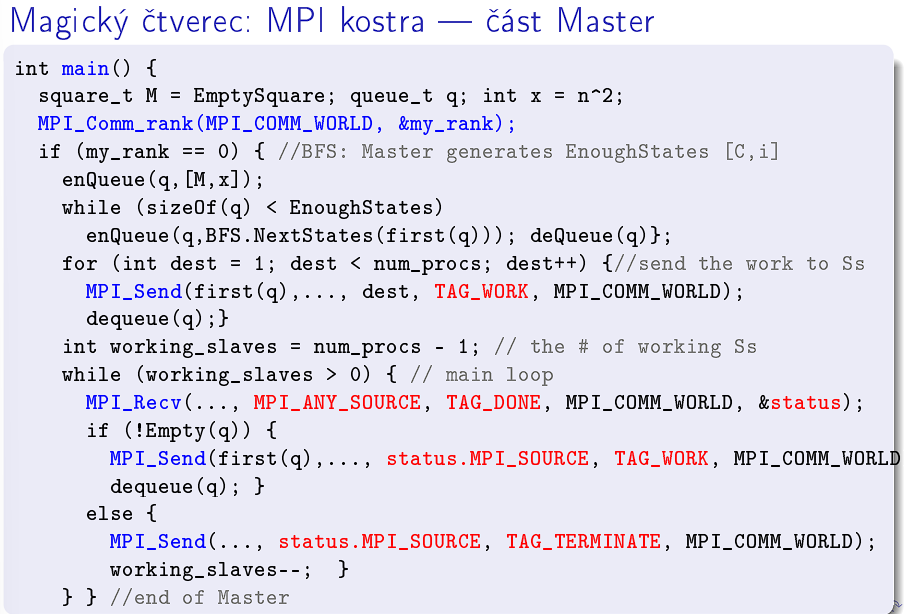 Magický čtverec: MPI kostra — část Master
int main() {
square_t M = EmptySquare; queue_t q; int x = n^2;
MPI_Comm_rank(MPI_COMM_WORLD, &my_rank);
if (my_rank == 0) { //BFS: Master generates EnoughStates [C,i]
enQueue(q,[M,x]);
while (sizeOf(q) < EnoughStates)
enQueue(q,BFS.NextStates(first(q))); deQueue(q)};
for (int dest = 1; dest < num_procs; dest++) {//send the work to Ss
MPI_Send(first(q),..., dest, TAG_WORK, MPI_COMM_WORLD);
dequeue(q);}
int working_slaves = num_procs - 1; // the # of working Ss
while (working_slaves > 0) { // main loop
MPI_Recv(..., MPI_ANY_SOURCE, TAG_DONE, MPI_COMM_WORLD, &status);
if (!Empty(q)) {
MPI_Send(first(q),..., status.MPI_SOURCE, TAG_WORK, MPI_COMM_WORLD
dequeue(q); }
else {
MPI_Send(..., status.MPI_SOURCE, TAG_TERMINATE, MPI_COMM_WORLD);
working_slaves--; }
} } //end of Master